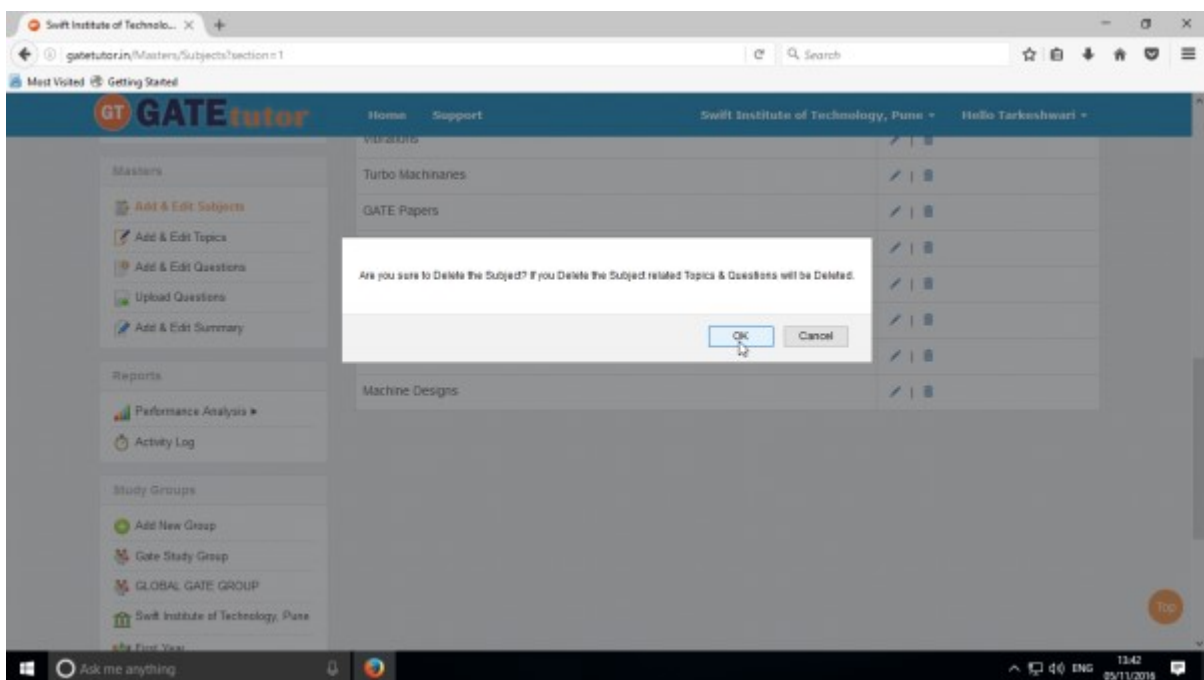 Swift Institute of Technolo...
gatetutor.in/Masters/Subjects?section=1
Search
Most Visited Getting Started
GT GATEtutor
Home Support Swift Institute of Technology, Pune Hello Tarkeshwari
Vibrations
Masters
Add & Edit Subjects
Add & Edit Topics
Add & Edit Questions
Upload Questions
Add & Edit Summary
Reports
Performance Analysis
Activity Log
Study Groups
Add New Group
Gate Study Group
GLOBAL GATE GROUP
Swift Institute of Technology, Pune
First Year
Turbo Machinaries
GATE Papers
Machine Designs
Are you sure to Delete the Subject? If you Delete the Subject related Topics & Questions will be Deleted.
OK Cancel
Top
Ask me anything
ENG
13:42
05/11/2016